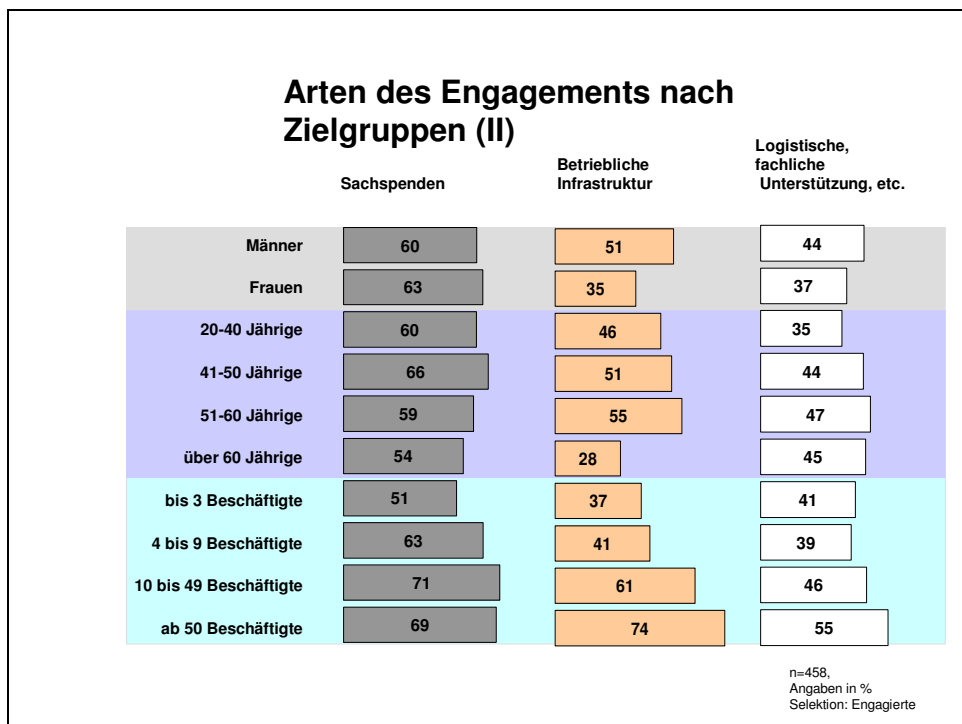 Arten des Engagements nach
Zielgruppen (II)
Sachspenden
Betriebliche
Infrastruktur
Logistische,
fachliche
Unterstützung, etc.
Männer 60 51 44
Frauen 63 35 37
20-40 Jährige 60 46 35
41-50 Jährige 66 51 44
51-60 Jährige 59 55 47
über 60 Jährige 54 28 45
bis 3 Beschäftigte 51 37 41
4 bis 9 Beschäftigte 63 41 39
10 bis 49 Beschäftigte 71 61 46
ab 50 Beschäftigte 69 74 55
n=458,
Angaben in %
Selektion: Engagierte